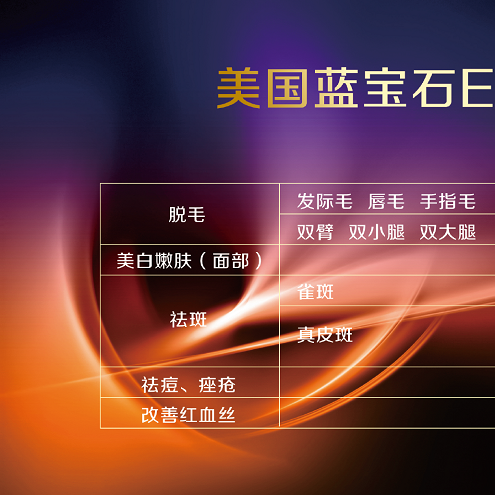 美国蓝宝石E
脱毛
发际毛 唇毛 手指毛
双臂 双小腿 双大腿
美白嫩肤（面部）
祛斑
雀斑
真皮斑
祛痘、痤疮
改善红血丝